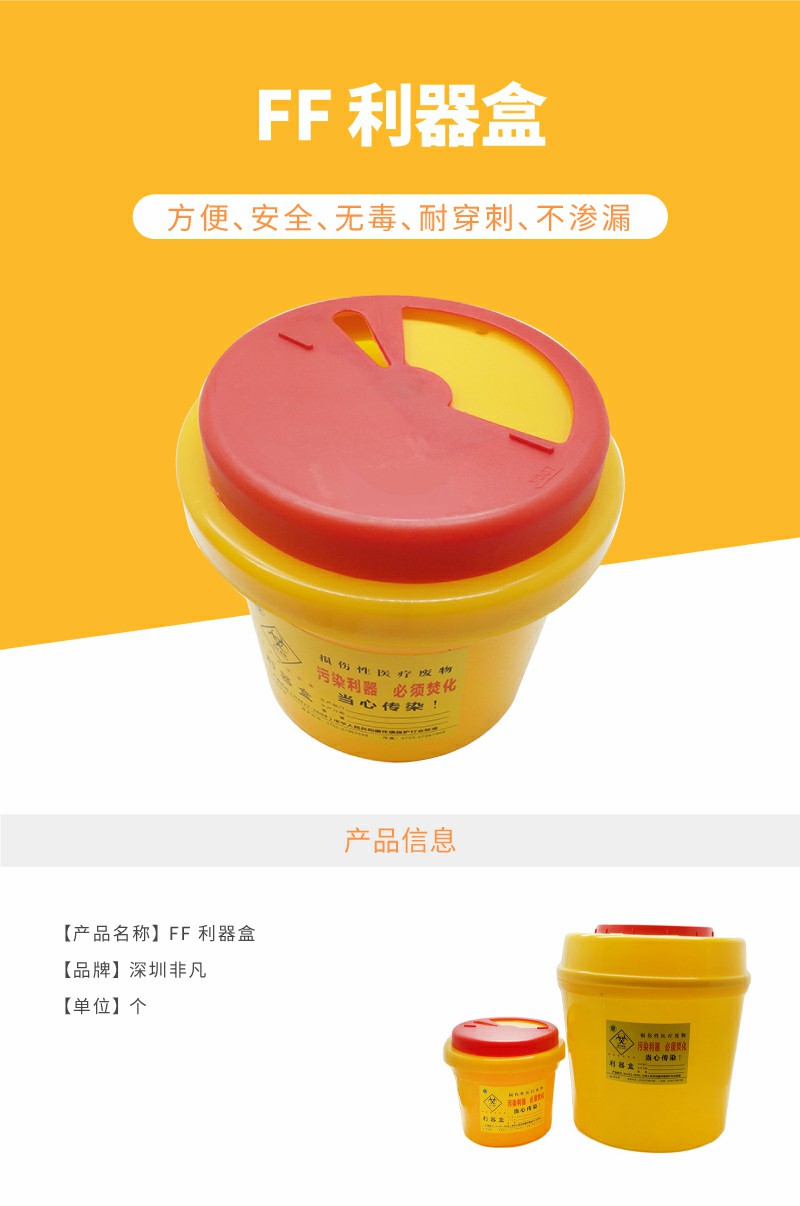 FF 利器盒
方便、安全、无毒、耐穿刺、不渗漏
损伤性医疗废物
污染利器 必须焚化
当心传染！
利器盒
产品信息
【产品名称】FF 利器盒
【品牌】深圳非凡
【单位】个
损伤性医疗废物
污染利器 必须焚化
当心传染！
利器盒
损伤性医疗废物
污染利器 必须焚化
当心传染！
利器盒